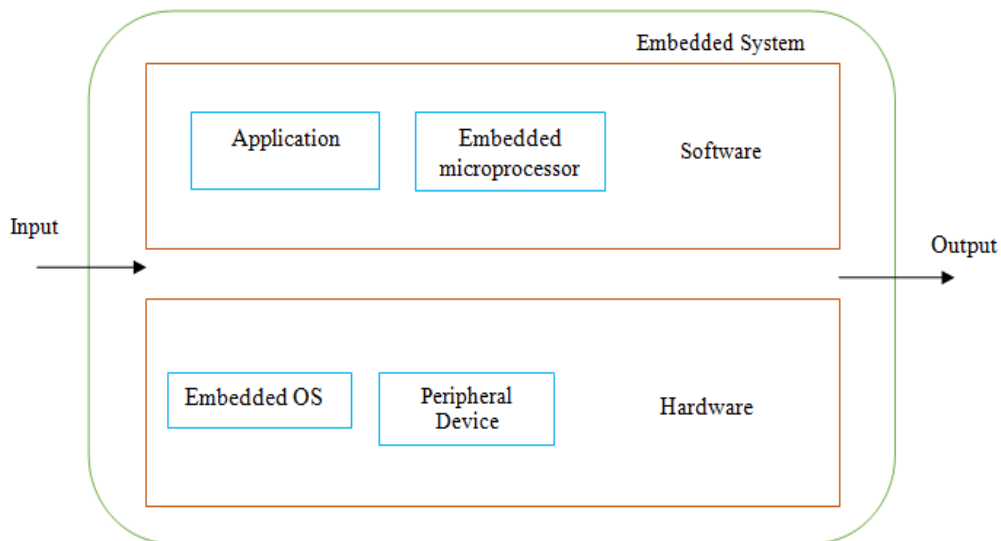 Embedded System
Application
Embedded
microprocessor
Software
Input
Output
Embedded OS
Peripheral
Device
Hardware